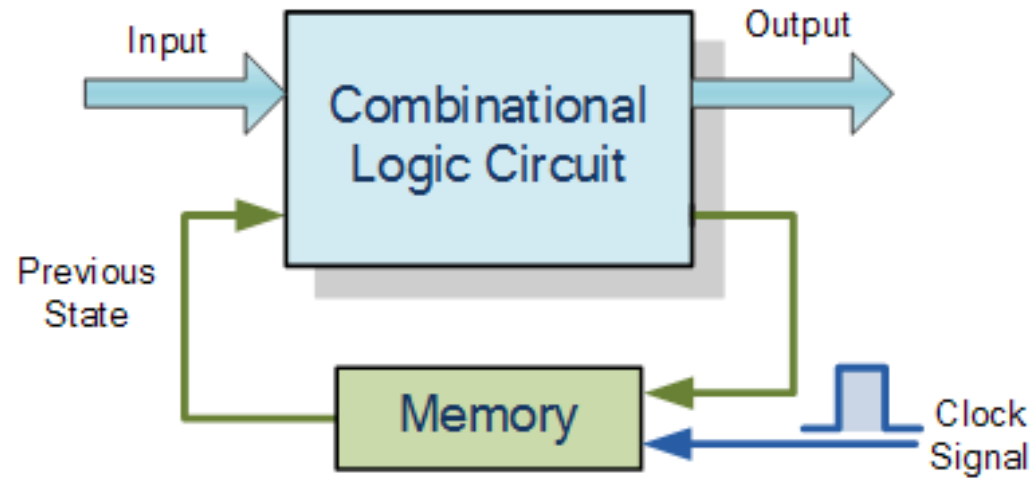 Input
Output
Combinational
Logic Circuit
Previous
State
Memory
Clock
Signal